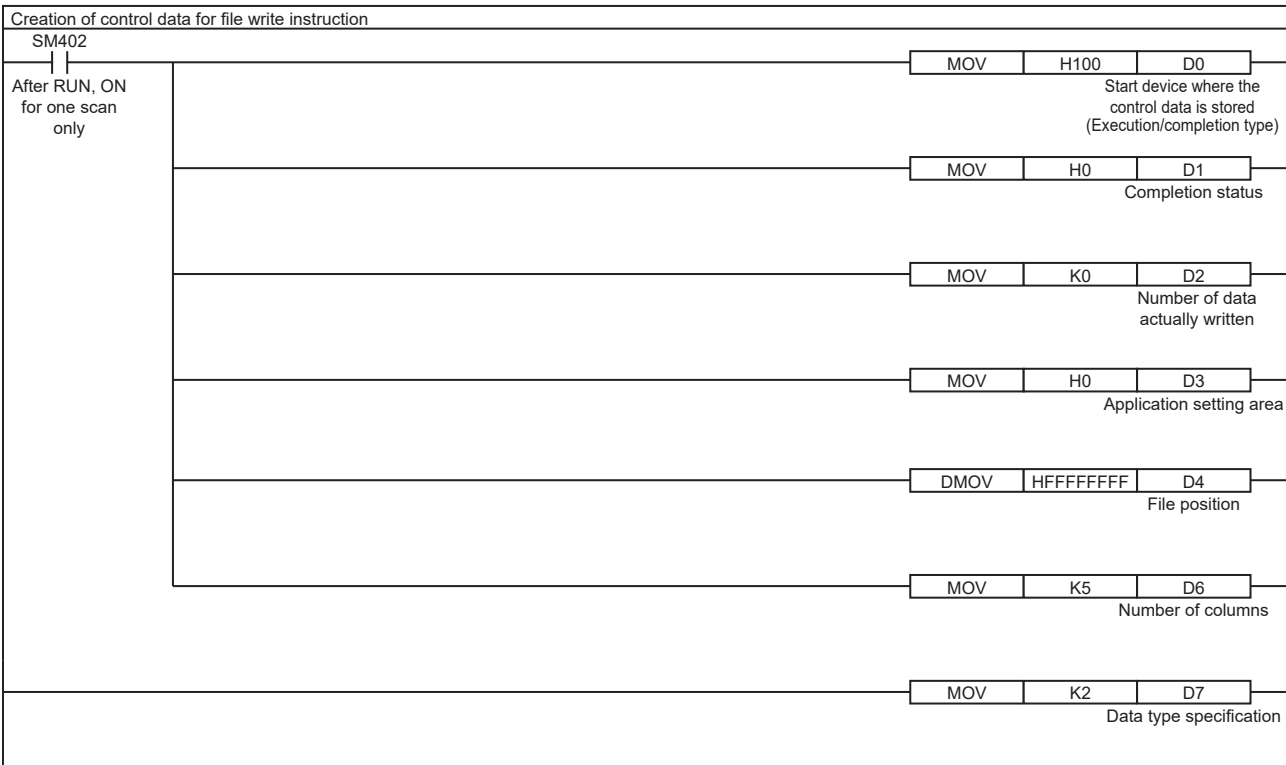 Creation of control data for file write instruction
SM402
After RUN, ON
for one scan
only
MOV H100 D0
Start device where the
control data is stored
(Execution/completion type)
MOV H0 D1
Completion status
MOV K0 D2
Number of data
actually written
MOV H0 D3
Application setting area
DMOV HFFFFFFFF D4
File position
MOV K5 D6
Number of columns
MOV K2 D7
Data type specification